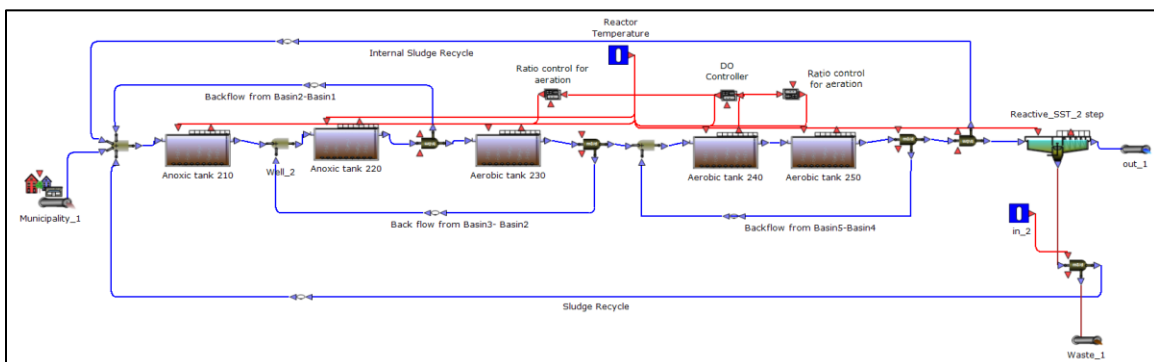 Reactor
Temperature
Internal Sludge Recycle
Ratio control for
aeration
DO
Controller
Ratio control
for aeration
Backflow from Basin2-Basin1
Reactive_SST_2 step
Anoxic tank 210
Well_2
Anoxic tank 220
Aerobic tank 230
Aerobic tank 240
Aerobic tank 250
out_1
Municipality_1
Back flow from Basin3- Basin2
Backflow from Basin5-Basin4
in_2
Sludge Recycle
Waste_1